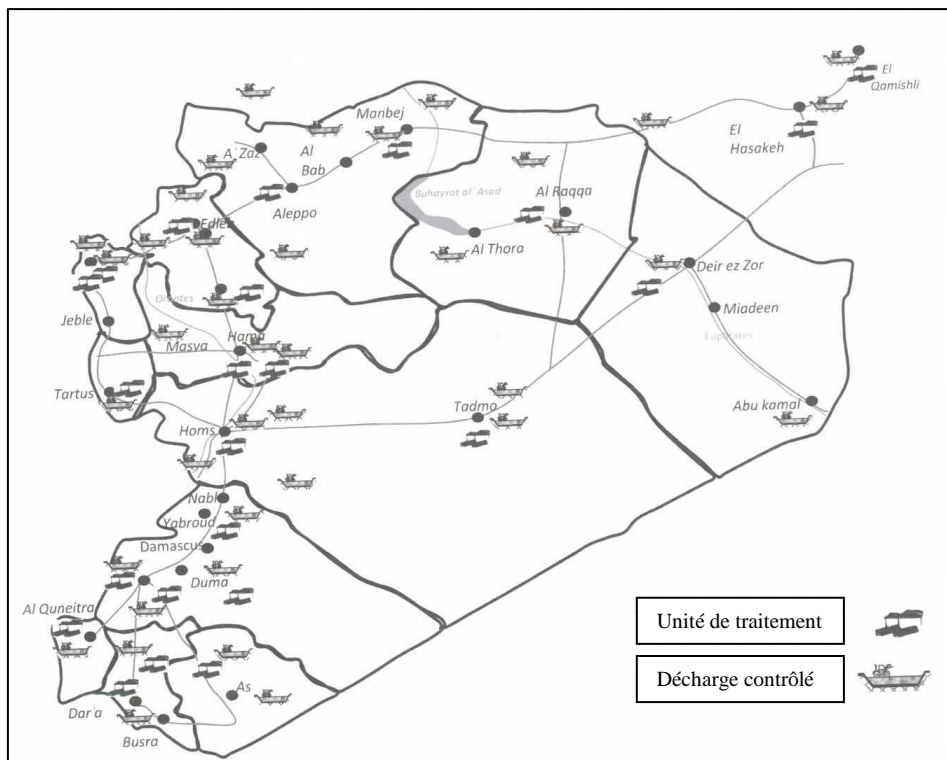 El
Qamishli
Manbej
El
Hasakeh
A'Zaz
Al
Bab
Buhayrat al' Asad
Al Raqqa
Aleppo
Edleb
Al Thora
Deir ez Zor
Orontes
Miadeen
Jeble
Hama
Masya
Euphrates
Tartus
Tadmo
Abu kamal
Homs
Nabk
Yabroud
Damascus
Duma
Al Quneitra
Unité de traitement
Décharge contrôlé
As
Dar'a
Busra